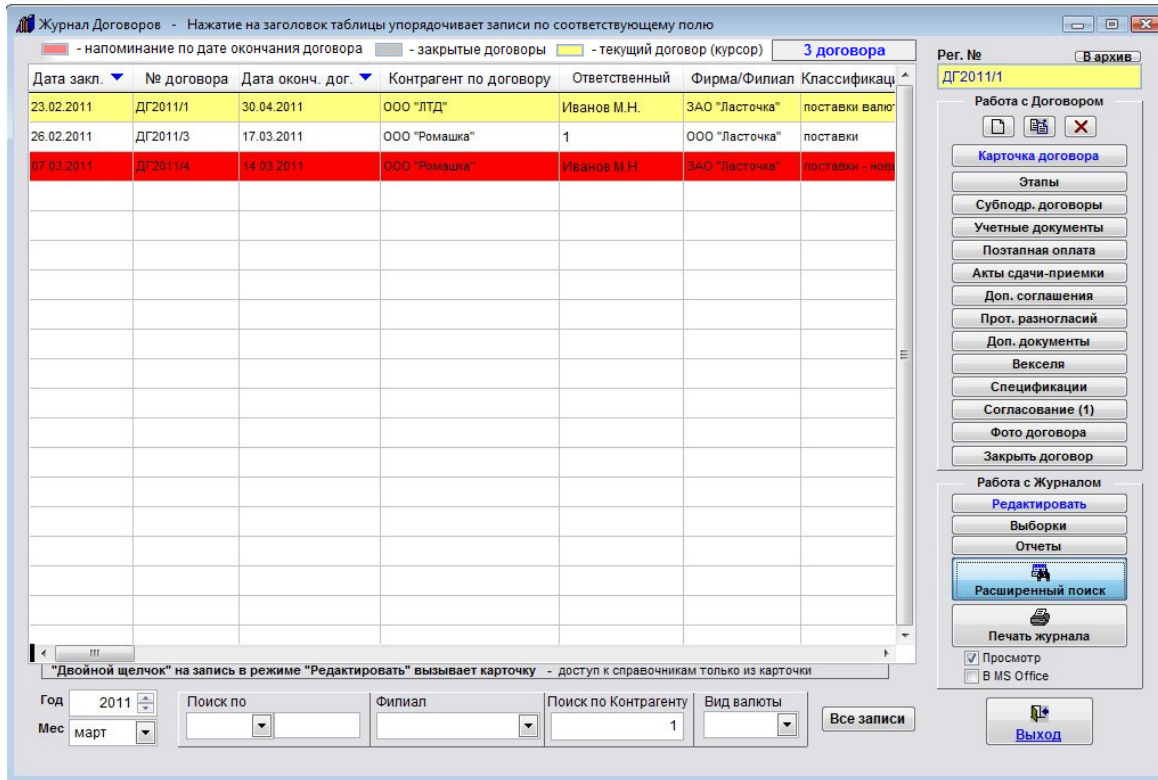 Журнал Договоров - Нажатие на заголовок таблицы упорядочивает записи по соответствующему полю
- напоминание по дате окончания договора - закрытые договоры - текущий договор (курсор) 3 договора
Дата закл. № договора Дата оконч. дог. Контрагент по договору Ответственный Фирма/Филиал Классификаци
23.02.2011 ДГ2011/1 30.04.2011 ООО "ЛТД" Иванов М.Н. ЗАО "Ласточка" поставки валют
26.02.2011 ДГ2011/3 17.03.2011 ООО "Ромашка" 1 ООО "Ласточка" поставки
07.03.2011 ДГ2011/4 14.03.2011 ООО "Ромашка" Иванов М.Н. ЗАО "Ласточка" поставки - новы
"Двойной щелчок" на запись в режиме "Редактировать" вызывает карточку - доступ к справочникам только из карточки
Год 2011
Мес март
Поиск по
Филиал
Поиск по Контрагенту
1
Вид валюты
Все записи
Рег. № В архив
ДГ2011/1
Работа с Договором
Карточка договора
Этапы
Субподр. договоры
Учетные документы
Поэтапная оплата
Акты сдачи-приемки
Доп. соглашения
Прот. разногласий
Доп. документы
Векселя
Спецификации
Согласование (1)
Фото договора
Закрыть договор
Работа с Журналом
Редактировать
Выборки
Отчеты
Расширенный поиск
Печать журнала
Просмотр
В MS Office
Выход